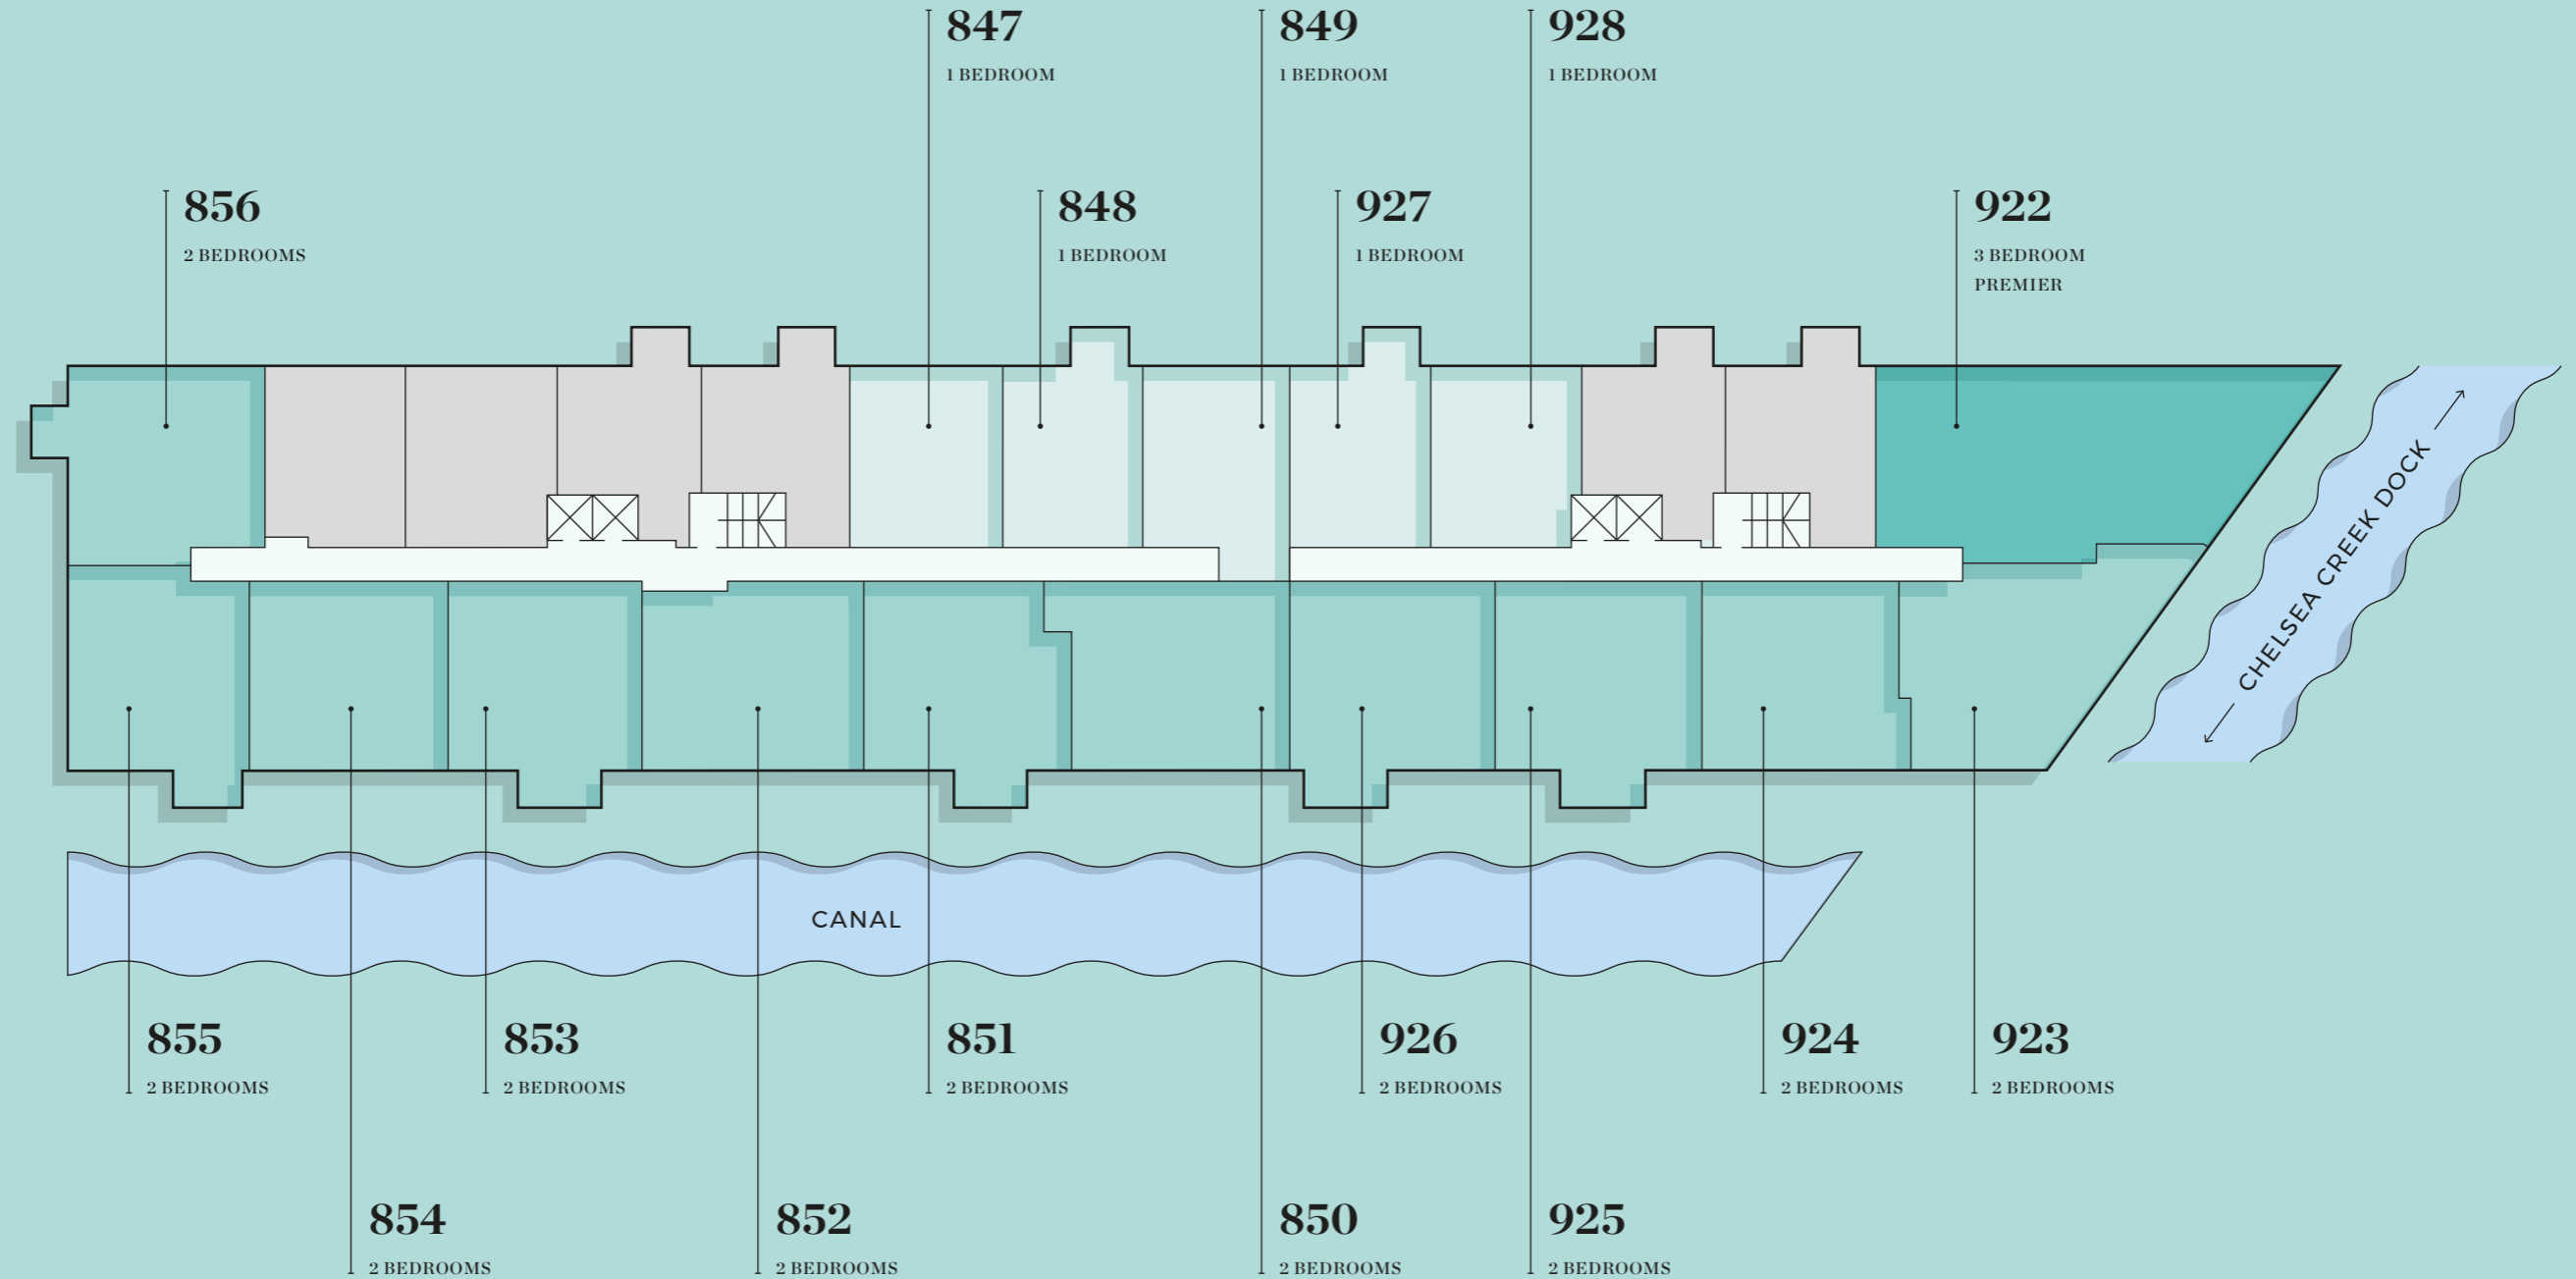 847
1 BEDROOM
849
1 BEDROOM
928
1 BEDROOM
856
2 BEDROOMS
848
1 BEDROOM
927
1 BEDROOM
922
3 BEDROOM
PREMIER
CHELSEA CREEK DOCK
CANAL
855
2 BEDROOMS
853
2 BEDROOMS
851
2 BEDROOMS
926
2 BEDROOMS
924
2 BEDROOMS
923
2 BEDROOMS
854
2 BEDROOMS
852
2 BEDROOMS
850
2 BEDROOMS
925
2 BEDROOMS